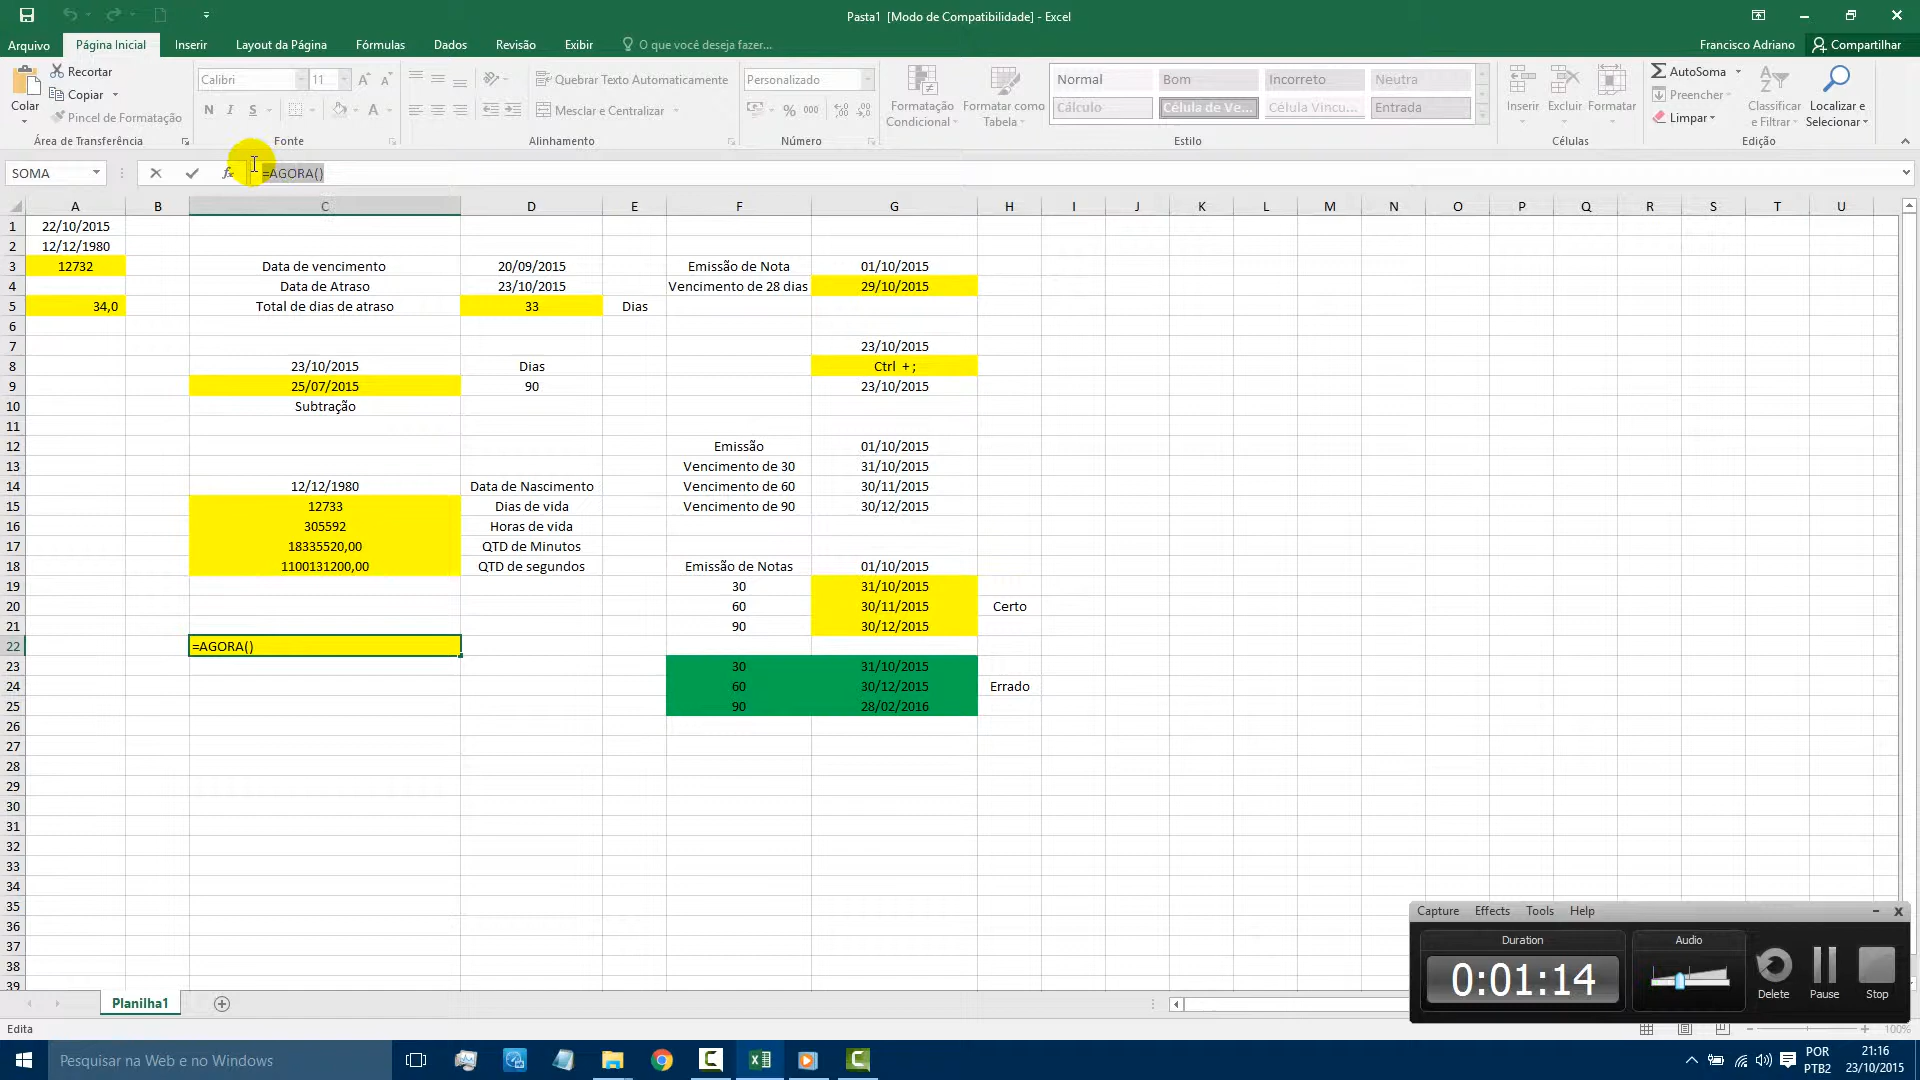 Pasta1 [Modo de Compatibilidade] - Excel
Arquivo Página Inicial Inserir Layout da Página Fórmulas Dados Revisão Exibir O que você deseja fazer... Francisco Adriano Compartilhar
Colar
Recortar
Copiar
Pincel de Formatação
Área de Transferência
Calibri 11
N I S
Fonte
Quebrar Texto Automaticamente
Mesclar e Centralizar
Alinhamento
Personalizado
% 000
Número
Formatação Condicional
Formatar como Tabela
Normal Bom Incorreto Neutra
Cálculo Célula de Ve... Célula Vincu... Entrada
Estilo
Inserir Excluir Formatar
Células
AutoSoma
Preencher
Limpar
Classificar e Filtrar
Localizar e Selecionar
Edição
SOMA fx =AGORA()
A B C D E F G H I J K L M N O P Q R S T U
1 22/10/2015
2 12/12/1980
3 12732 Data de vencimento 20/09/2015 Emissão de Nota 01/10/2015
4 Data de Atraso 23/10/2015 Vencimento de 28 dias 29/10/2015
5 34,0 Total de dias de atraso 33 Dias
6
7 23/10/2015
8 23/10/2015 Dias Ctrl + ;
9 25/07/2015 90 23/10/2015
10 Subtração
11
12 Emissão 01/10/2015
13 Vencimento de 30 31/10/2015
14 12/12/1980 Data de Nascimento Vencimento de 60 30/11/2015
15 12733 Dias de vida Vencimento de 90 30/12/2015
16 305592 Horas de vida
17 18335520,00 QTD de Minutos
18 1100131200,00 QTD de segundos Emissão de Notas 01/10/2015
19 30 31/10/2015
20 60 30/11/2015 Certo
21 90 30/12/2015
22 =AGORA()
23 30 31/10/2015
24 60 30/12/2015 Errado
25 90 28/02/2016
26
27
28
29
30
31
32
33
34
35
36
37
38
39
Capture Effects Tools Help
Duration
0:01:14
Audio
Delete Pause Stop
Planilha1
Edita
100%
Pesquisar na Web e no Windows
POR
PTB2
21:16
23/10/2015